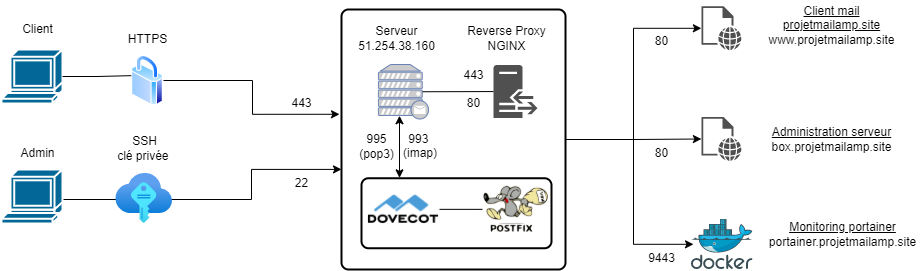 Client
HTTPS
443
Admin
SSH
clé privée
22
Serveur
51.254.38.160
Reverse Proxy
NGINX
443
80
995
(pop3)
993
(imap)
DOVECOT
POSTFIX
80
Client mail
projetmailamp.site
www.projetmailamp.site
80
Administration serveur
box.projetmailamp.site
9443
docker
Monitoring portainer
portainer.projetmailamp.site